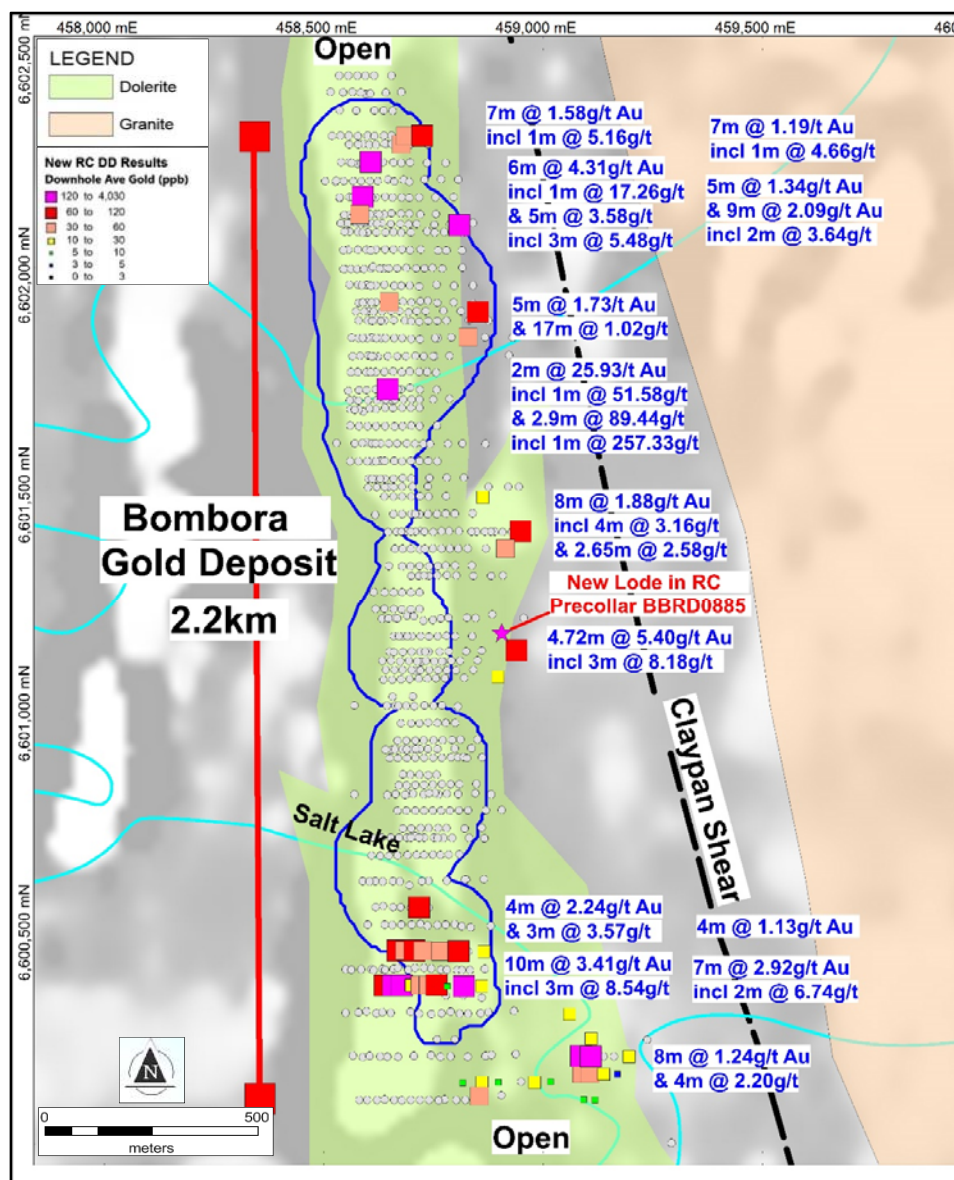 458,000 mE
458,500 mE
459,000 mE
459,500 mE
46
6,602,500 mN
6,602,000 mN
6,601,500 mN
6,601,000 mN
6,600,500 mN
Open
LEGEND
Dolerite
Granite
New RC DD Results
Downhole Ave Gold (ppb)
120 to 4,030
60 to 120
30 to 60
10 to 30
5 to 10
3 to 5
0 to 3
7m @ 1.58g/t Au
incl 1m @ 5.16g/t
6m @ 4.31g/t Au
incl 1m @ 17.26g/t
& 5m @ 3.58g/t
incl 3m @ 5.48g/t
7m @ 1.19/t Au
incl 1m @ 4.66g/t
5m @ 1.34g/t Au
& 9m @ 2.09g/t Au
incl 2m @ 3.64g/t
5m @ 1.73/t Au
& 17m @ 1.02g/t
2m @ 25.93g/t Au
incl 1m @ 51.58g/t
& 2.9m @ 89.44g/t
incl 1m @ 257.33g/t
Bombora
Gold Deposit
2.2km
8m @ 1.88g/t Au
incl 4m @ 3.16g/t
& 2.65m @ 2.58g/t
New Lode in RC
Precollar BBRD0885
4.72m @ 5.40g/t Au
incl 3m @ 8.18g/t
Claypan Shear
Salt Lake
4m @ 2.24g/t Au
& 3m @ 3.57g/t
10m @ 3.41g/t Au
incl 3m @ 8.54g/t
4m @ 1.13g/t Au
7m @ 2.92g/t Au
incl 2m @ 6.74g/t
8m @ 1.24g/t Au
& 4m @ 2.20g/t
N
0
500
meters
Open